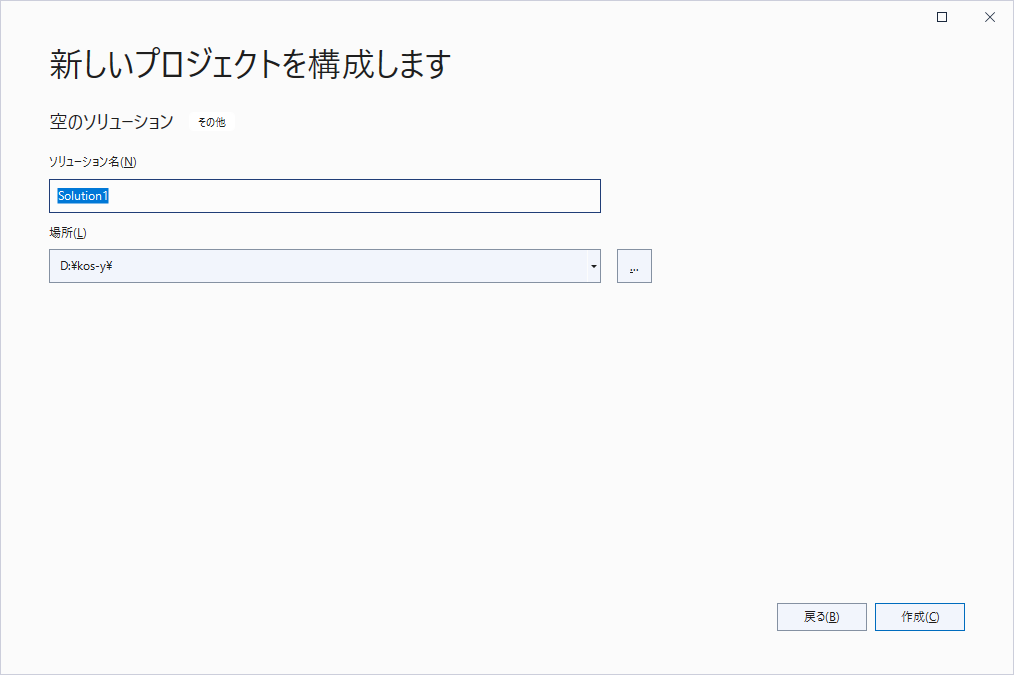 新しいプロジェクトを構成します
空のソリューション その他
ソリューション名(N)
Solution1
場所(L)
D:¥kos-y¥
...
戻る(B) 作成(C)